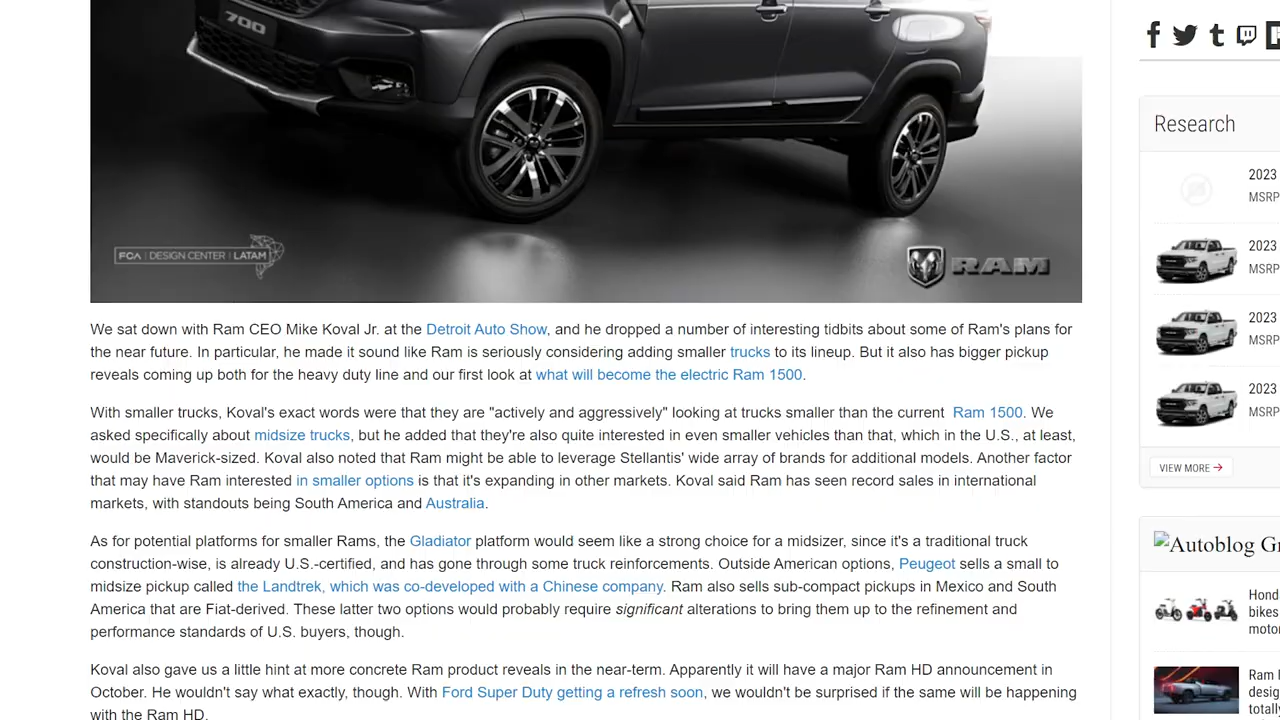 700
FCA | DESIGN CENTER | LATAM
RAM
We sat down with Ram CEO Mike Koval Jr. at the Detroit Auto Show, and he dropped a number of interesting tidbits about some of Ram's plans for
the near future. In particular, he made it sound like Ram is seriously considering adding smaller trucks to its lineup. But it also has bigger pickup
reveals coming up both for the heavy duty line and our first look at what will become the electric Ram 1500.
With smaller trucks, Koval's exact words were that they are "actively and aggressively" looking at trucks smaller than the current Ram 1500. We
asked specifically about midsize trucks, but he added that they're also quite interested in even smaller vehicles than that, which in the U.S., at least,
would be Maverick-sized. Koval also noted that Ram might be able to leverage Stellantis' wide array of brands for additional models. Another factor
that may have Ram interested in smaller options is that it's expanding in other markets. Koval said Ram has seen record sales in international
markets, with standouts being South America and Australia.
As for potential platforms for smaller Rams, the Gladiator platform would seem like a strong choice for a midsizer, since it's a traditional truck
construction-wise, is already U.S.-certified, and has gone through some truck reinforcements. Outside American options, Peugeot sells a small to
midsize pickup called the Landtrek, which was co-developed with a Chinese company. Ram also sells sub-compact pickups in Mexico and South
America that are Fiat-derived. These latter two options would probably require significant alterations to bring them up to the refinement and
performance standards of U.S. buyers, though.
Koval also gave us a little hint at more concrete Ram product reveals in the near-term. Apparently it will have a major Ram HD announcement in
October. He wouldn't say what exactly, though. With Ford Super Duty getting a refresh soon, we wouldn't be surprised if the same will be happening
with the Ram HD.
Research
2023
MSRP
2023
MSRP
2023
MSRP
2023
MSRP
VIEW MORE
Autoblog Gr
Hond
bikes
motor
Ram
desig
totall